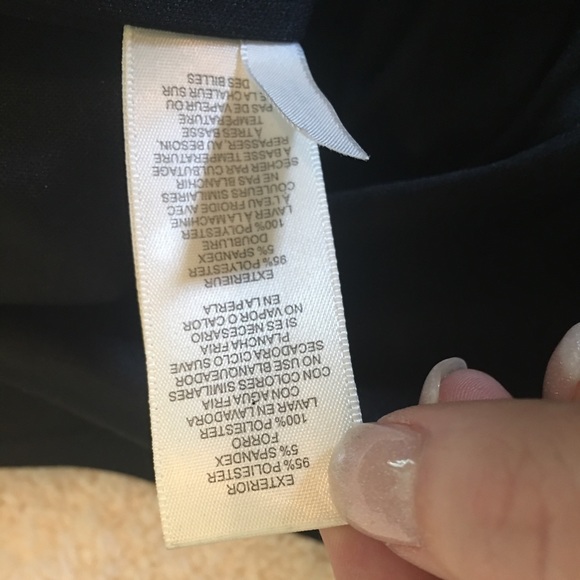 EXTERIOR
95% POLIESTER
5% SPANDEX
FORRO
100% POLIESTER
LAVAR EN LAVADORA
CON AGUA FRIA
CON COLORES SIMILARES
NO USE BLANQUEADOR
SECADORA CICLO SUAVE
PLANCHA FRIA
SI ES NECESARIO
NO VAPOR O CALOR
EN LA PERLA
EXTERIEUR
95% POLYESTER
5% SPANDEX
DOUBLURE
100% POLYESTER
LAVER À LA MACHINE
À L'EAU FROIDE AVEC
COULEURS SIMILAIRES
NE PAS BLANCHIR
SECHER PAR CULBUTAGE
À BASSE TEMPERATURE
REPASSER AU BESOIN,
À TRES BASSE
TEMPERATURE
PAS DE VAPEUR OU
LA CHALEUR SUR
DES BILLES